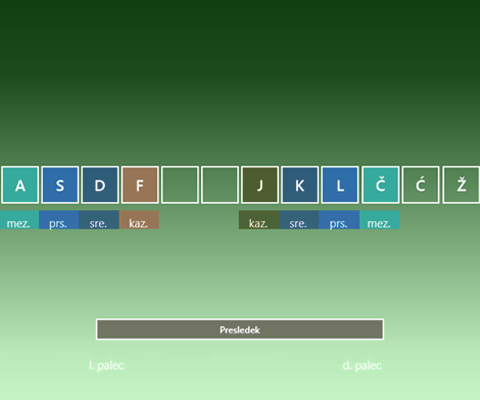 A S D F J K L Č Ć Ž
mez. prs. sre. kaz. kaz. sre. prs. mez.
Presledek
l. palec d. palec